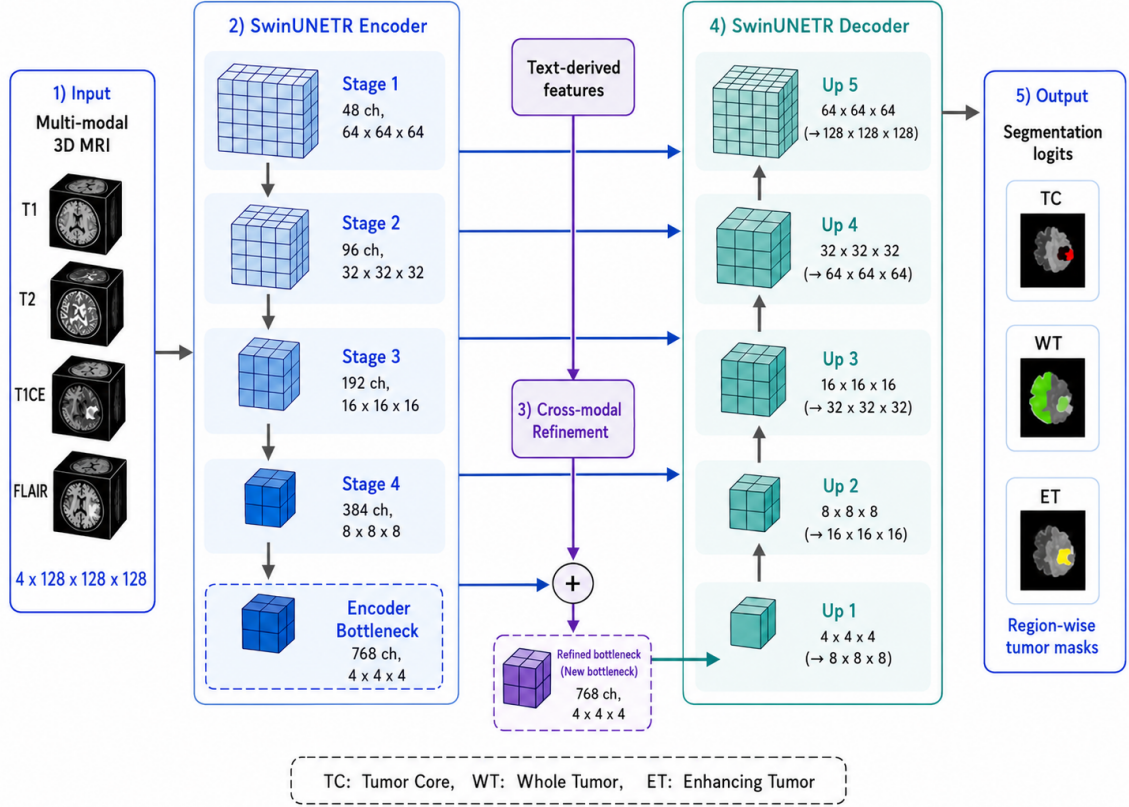 1) Input
Multi-modal
3D MRI
T1
T2
T1CE
FLAIR
4 x 128 x 128 x 128
2) SwinUNETR Encoder
Stage 1
48 ch,
64 x 64 x 64
Stage 2
96 ch,
32 x 32 x 32
Stage 3
192 ch,
16 x 16 x 16
Stage 4
384 ch,
8 x 8 x 8
Encoder
Bottleneck
768 ch,
4 x 4 x 4
Text-derived
features
3) Cross-modal
Refinement
+
Refined bottleneck
(New bottleneck)
768 ch,
4 x 4 x 4
4) SwinUNETR Decoder
Up 5
64 x 64 x 64
(→ 128 x 128 x 128)
Up 4
32 x 32 x 32
(→ 64 x 64 x 64)
Up 3
16 x 16 x 16
(→ 32 x 32 x 32)
Up 2
8 x 8 x 8
(→ 16 x 16 x 16)
Up 1
4 x 4 x 4
(→ 8 x 8 x 8)
5) Output
Segmentation
logits
TC
WT
ET
Region-wise
tumor masks
TC: Tumor Core, WT: Whole Tumor, ET: Enhancing Tumor